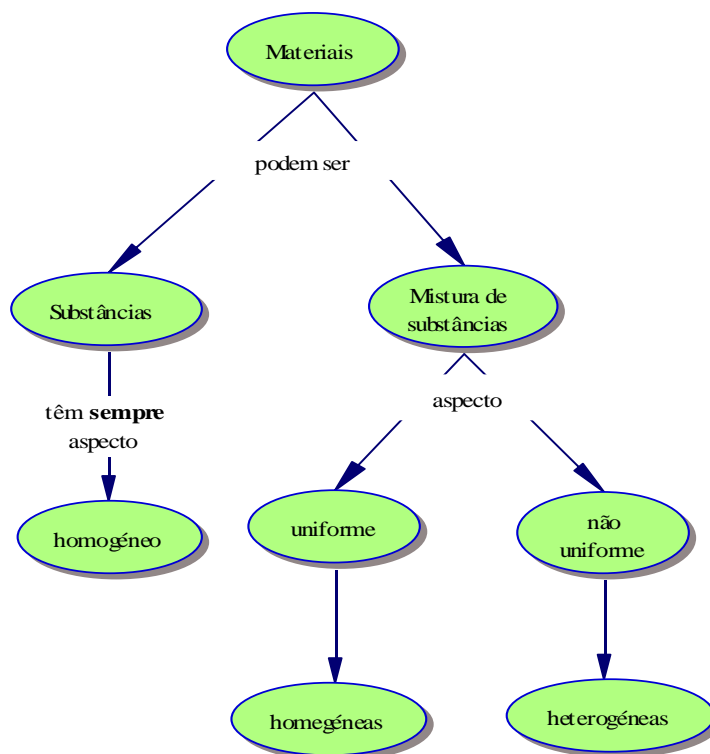 Materiais
podem ser
Substâncias
Mistura de
substâncias
têm sempre
aspecto
aspecto
homogéneo
uniforme
não
uniforme
homegéneas
heterogéneas